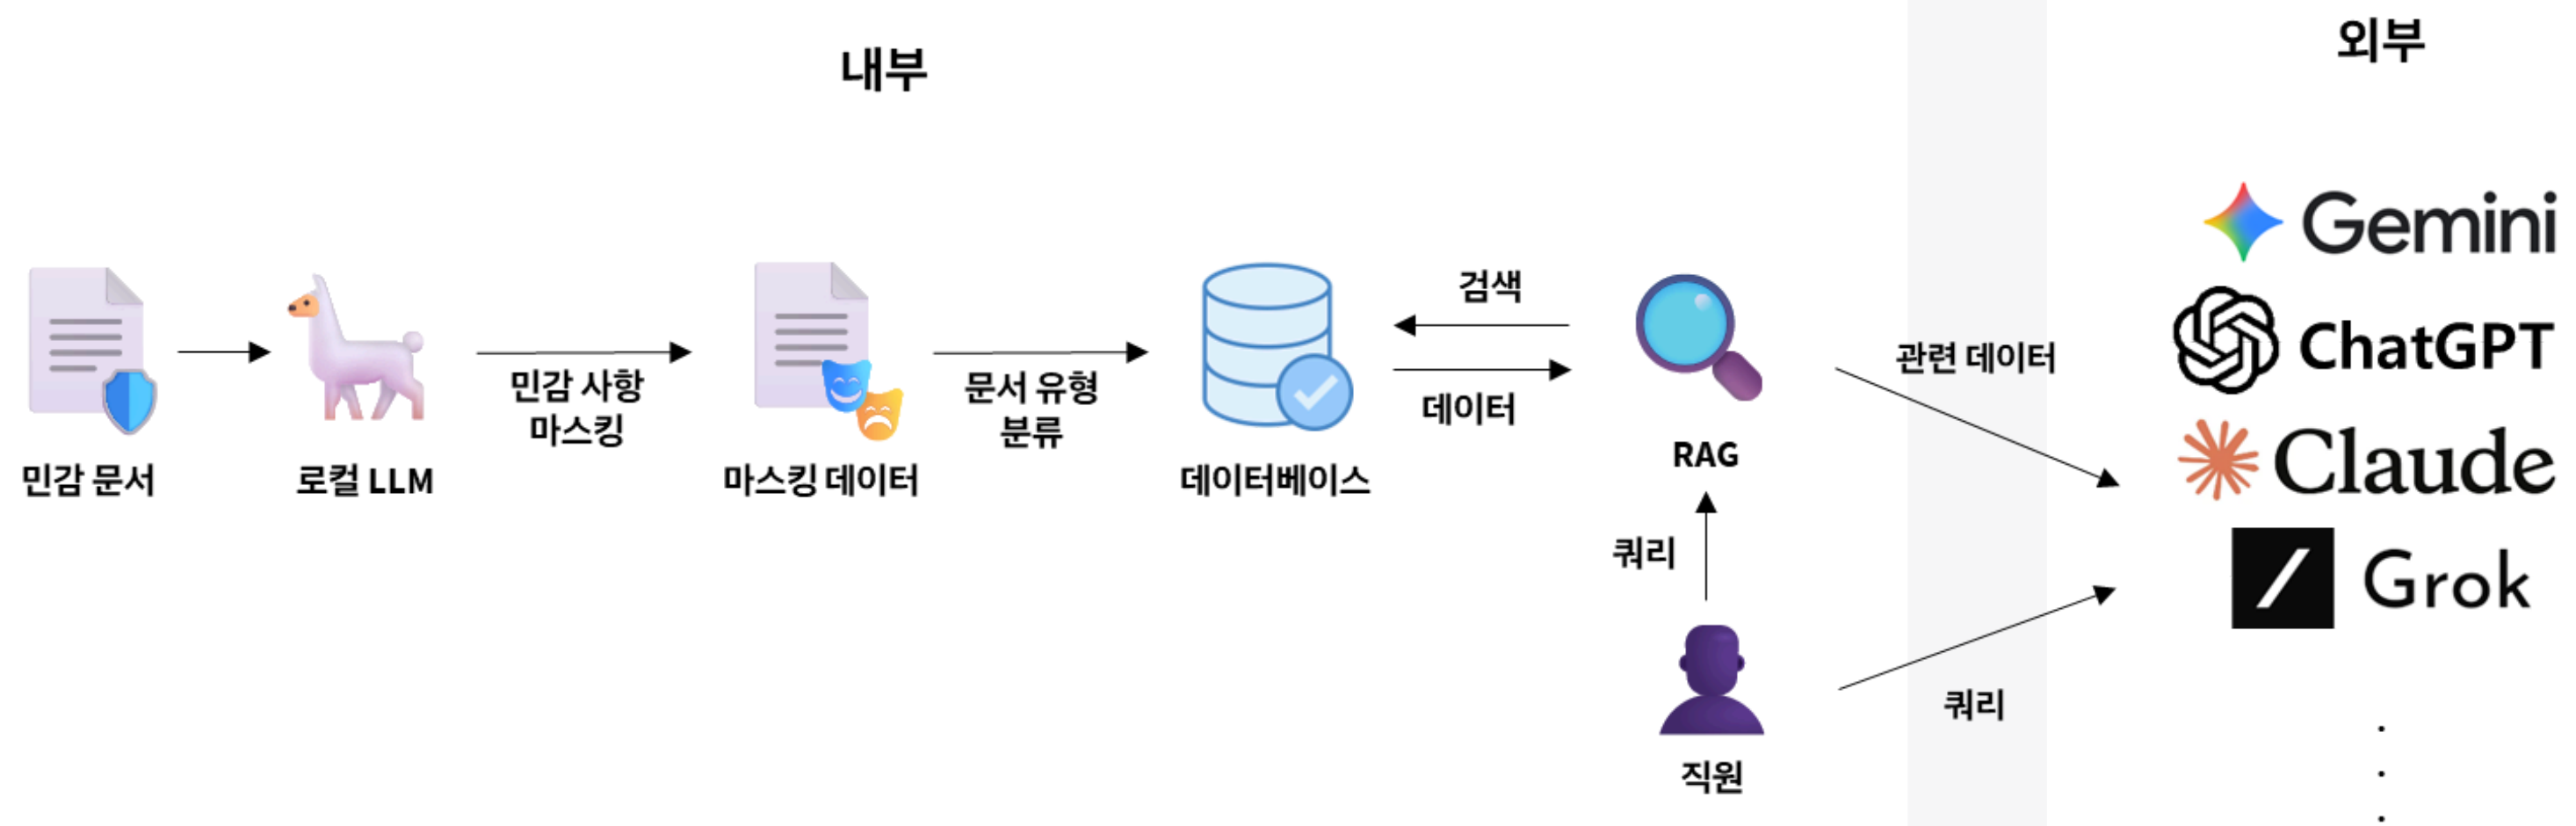 내부
외부
민감 문서
로컬 LLM
민감 사항
마스킹
마스킹 데이터
문서 유형
분류
데이터베이스
검색
데이터
RAG
쿼리
직원
관련 데이터
쿼리
Gemini
ChatGPT
Claude
Grok
.
.
.